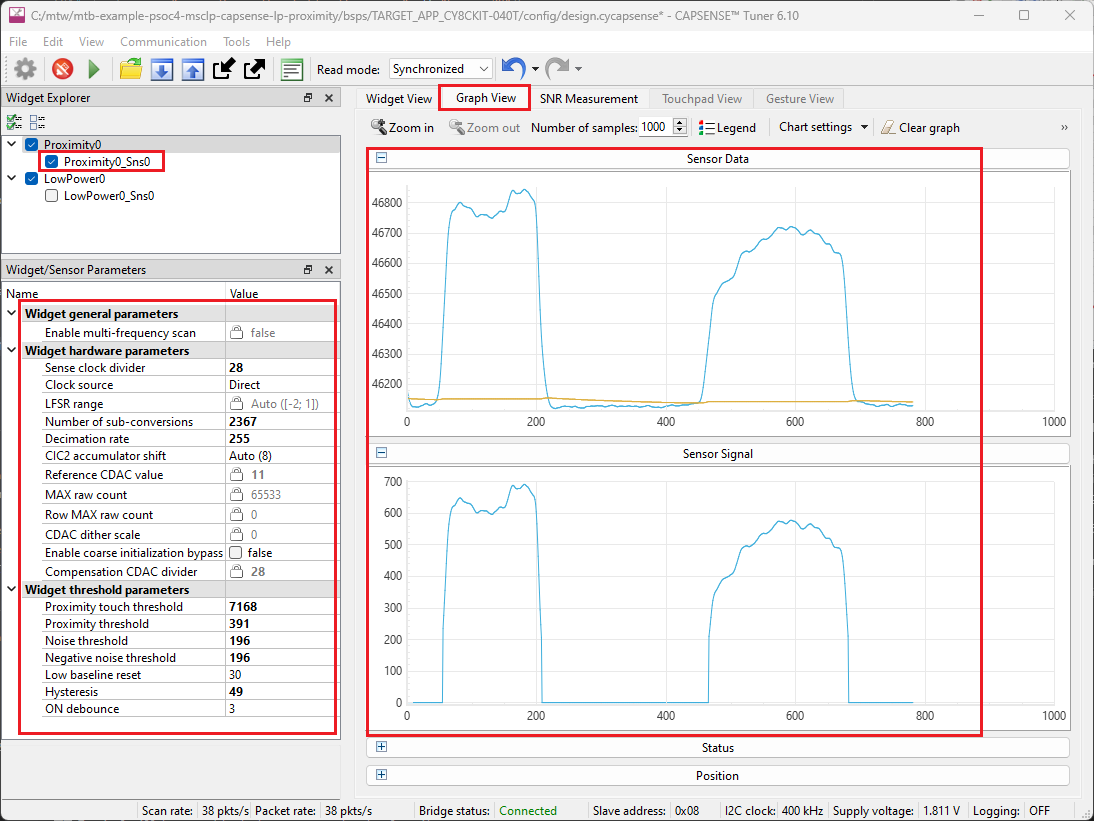 C:/mtw/mtb-example-psoc4-msclp-capsense-lp-proximity/bsps/TARGET_APP_CY8CKIT-040T/config/design.cycapsense* - CAPSENSE™ Tuner 6.10
File Edit View Communication Tools Help
Read mode: Synchronized
Widget Explorer
Proximity0
Proximity0_Sns0
LowPower0
LowPower0_Sns0
Widget/Sensor Parameters
Name Value
Widget general parameters
Enable multi-frequency scan false
Widget hardware parameters
Sense clock divider 28
Clock source Direct
LFSR range Auto ([-2; 1])
Number of sub-conversions 2367
Decimation rate 255
CIC2 accumulator shift Auto (8)
Reference CDAC value 11
MAX raw count 65533
Row MAX raw count 0
CDAC dither scale 0
Enable coarse initialization bypass false
Compensation CDAC divider 28
Widget threshold parameters
Proximity touch threshold 7168
Proximity threshold 391
Noise threshold 196
Negative noise threshold 196
Low baseline reset 30
Hysteresis 49
ON debounce 3
Widget View Graph View SNR Measurement Touchpad View Gesture View
Zoom in Zoom out Number of samples: 1000 Legend Chart settings Clear graph »
Sensor Data
46800
46700
46600
46500
46400
46300
46200
0 200 400 600 800 1000
Sensor Signal
700
600
500
400
300
200
100
0
0 200 400 600 800 1000
Status
Position
Scan rate: 38 pkts/s Packet rate: 38 pkts/s Bridge status: Connected Slave address: 0x08 I2C clock: 400 kHz Supply voltage: 1.811 V Logging: OFF